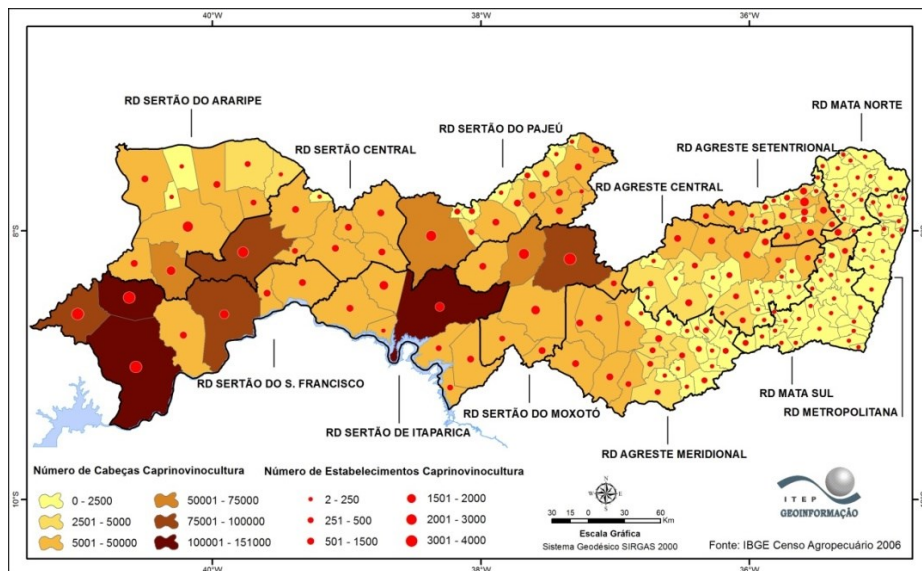 40°W 38°W 36°W
RD MATA NORTE
RD SERTÃO DO ARARIPE
RD SERTÃO DO PAJEÚ
RD SERTÃO CENTRAL
RD AGRESTE SETENTRIONAL
RD AGRESTE CENTRAL
8°S
RD SERTÃO DO S. FRANCISCO
RD MATA SUL
RD SERTÃO DO MOXOTÓ
RD METROPOLITANA
RD SERTÃO DE ITAPARICA
RD AGRESTE MERIDIONAL
Número de Cabeças Caprinovinocultura
0 - 2500
2501 - 5000
5001 - 50000
50001 - 75000
75001 - 100000
100001 - 151000
Número de Estabelecimentos Caprinovinocultura
2 - 250
251 - 500
501 - 1500
1501 - 2000
2001 - 3000
3001 - 4000
30 15 0 30 60
Km
Escala Gráfica
Sistema Geodésico SIRGAS 2000
ITEP
GEOINFORMAÇÃO
Fonte: IBGE Censo Agropecuário 2006
10°S
40°W 38°W 36°W